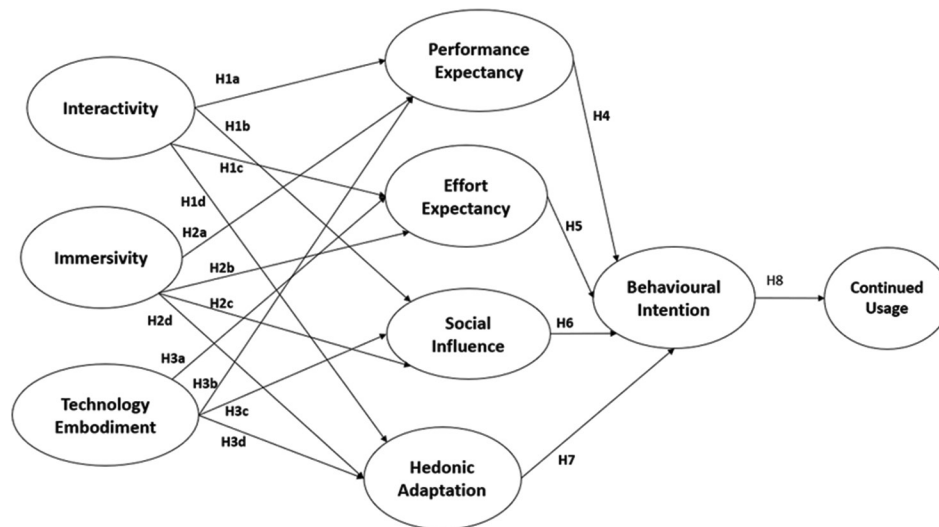 Performance
Expectancy
H1a
H4
Interactivity
H1b
H1c
Effort
Expectancy
H1d
H2a
H5
Immersivity
H2b
Behavioural
Intention
H8
Continued
Usage
H2c
H2d
Social
Influence
H6
H3a
H3b
Technology
Embodiment
H3c
H3d
Hedonic
Adaptation
H7